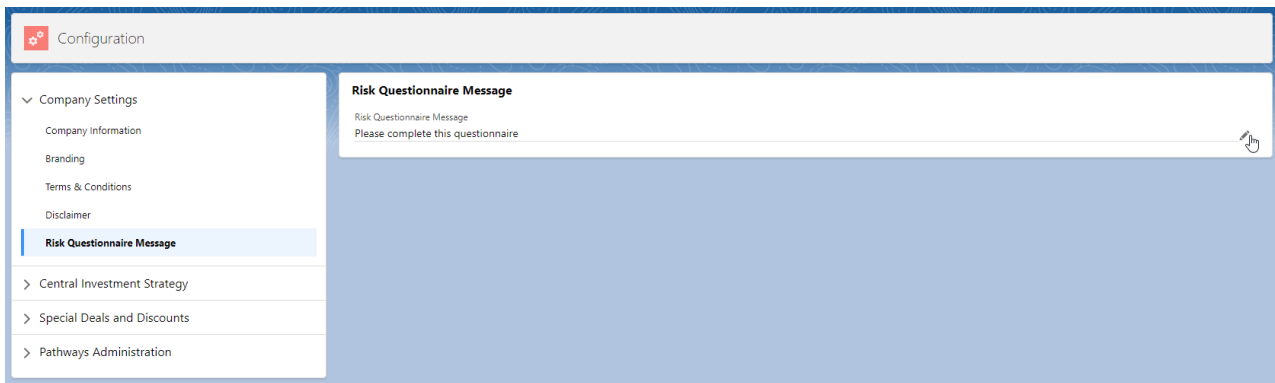 Configuration
Company Settings
Company Information
Branding
Terms & Conditions
Disclaimer
Risk Questionnaire Message
Central Investment Strategy
Special Deals and Discounts
Pathways Administration
Risk Questionnaire Message
Risk Questionnaire Message
Please complete this questionnaire